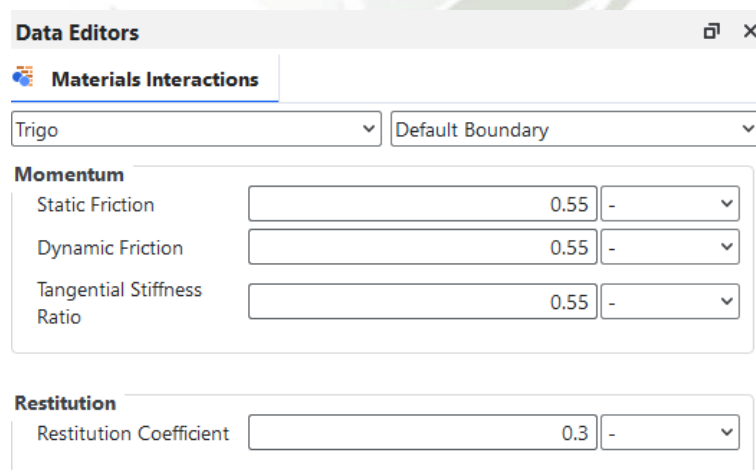 Data Editors
Materials Interactions
Trigo
Default Boundary
Momentum
Static Friction 0.55 -
Dynamic Friction 0.55 -
Tangential Stiffness
Ratio 0.55 -
Restitution
Restitution Coefficient 0.3 -